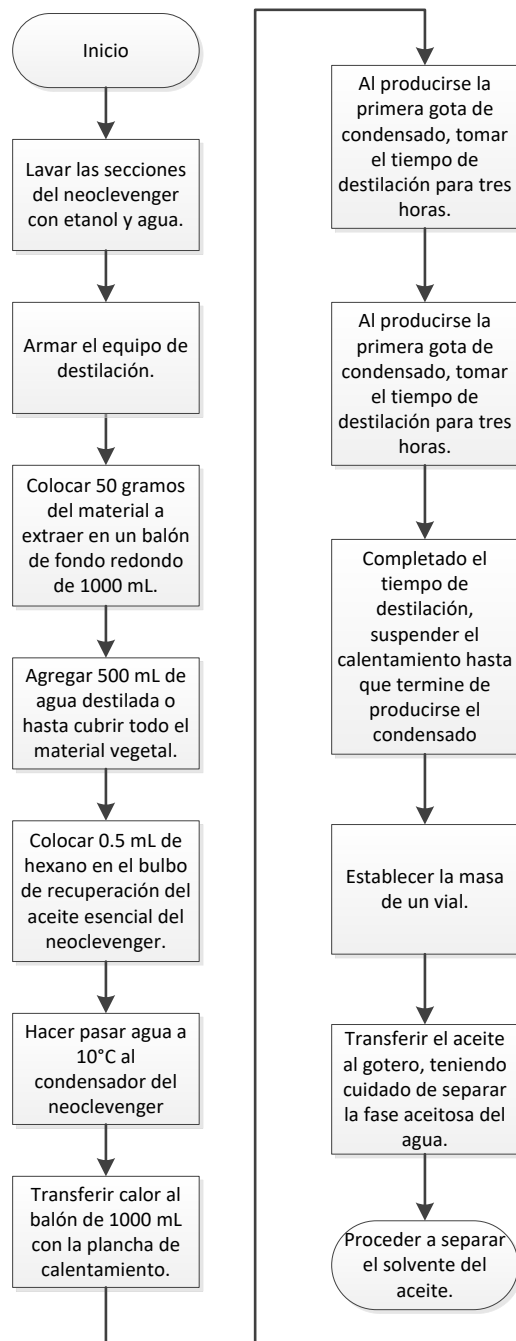 Inicio
Lavar las secciones
del neoclevenger
con etanol y agua.
Armar el equipo de
destilación.
Colocar 50 gramos
del material a
extraer en un balón
de fondo redondo
de 1000 mL.
Agregar 500 mL de
agua destilada o
hasta cubrir todo el
material vegetal.
Colocar 0.5 mL de
hexano en el bulbo
de recuperación del
aceite esencial del
neoclevenger.
Hacer pasar agua a
10°C al
condensador del
neoclevenger
Transferir calor al
balón de 1000 mL
con la plancha de
calentamiento.
Al producirse la
primera gota de
condensado, tomar
el tiempo de
destilación para tres
horas.
Al producirse la
primera gota de
condensado, tomar
el tiempo de
destilación para tres
horas.
Completado el
tiempo de
destilación,
suspender el
calentamiento hasta
que termine de
producirse el
condensado
Establecer la masa
de un vial.
Transferir el aceite
al gotero, teniendo
cuidado de separar
la fase aceitosa del
agua.
Proceder a separar
el solvente del
aceite.